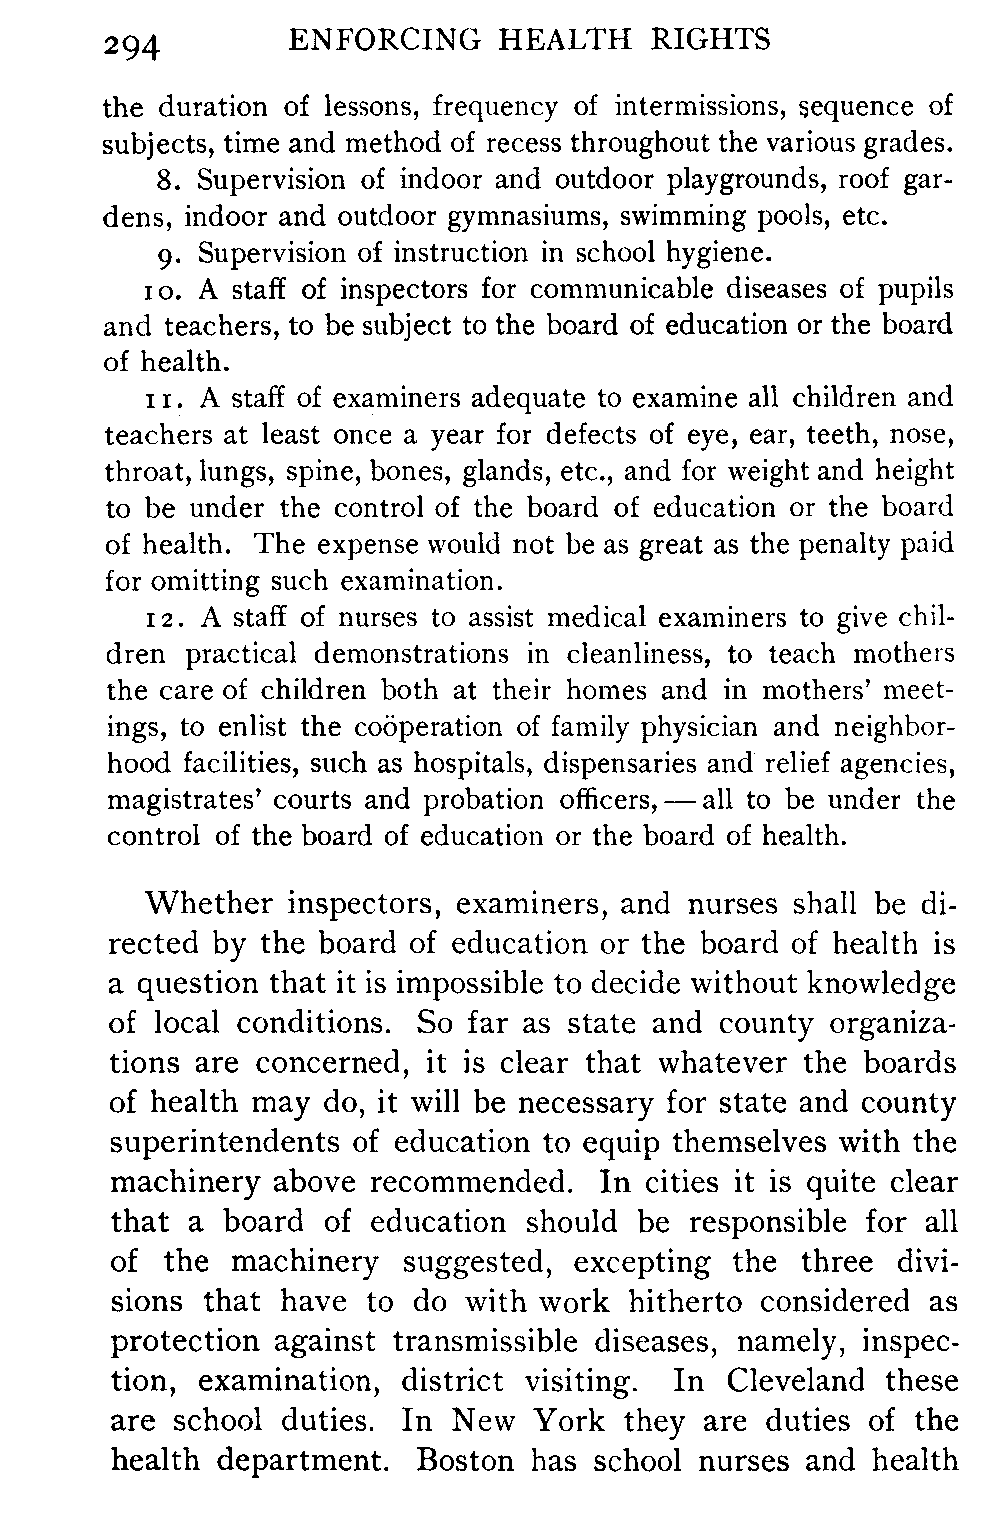 294 ENFORCING HEALTH RIGHTS
the duration of lessons, frequency of intermissions, sequence of
subjects, time and method of recess throughout the various grades.
8. Supervision of indoor and outdoor playgrounds, roof gar-
dens, indoor and outdoor gymnasiums, swimming pools, etc.
9. Supervision of instruction in school hygiene.
10. A staff of inspectors for communicable diseases of pupils
and teachers, to be subject to the board of education or the board
of health.
11. A staff of examiners adequate to examine all children and
teachers at least once a year for defects of eye, ear, teeth, nose,
throat, lungs, spine, bones, glands, etc., and for weight and height
to be under the control of the board of education or the board
of health. The expense would not be as great as the penalty paid
for omitting such examination.
12. A staff of nurses to assist medical examiners to give chil-
dren practical demonstrations in cleanliness, to teach mothers
the care of children both at their homes and in mothers’ meet-
ings, to enlist the coöperation of family physician and neighbor-
hood facilities, such as hospitals, dispensaries and relief agencies,
magistrates’ courts and probation officers, — all to be under the
control of the board of education or the board of health.
Whether inspectors, examiners, and nurses shall be di-
rected by the board of education or the board of health is
a question that it is impossible to decide without knowledge
of local conditions. So far as state and county organiza-
tions are concerned, it is clear that whatever the boards
of health may do, it will be necessary for state and county
superintendents of education to equip themselves with the
machinery above recommended. In cities it is quite clear
that a board of education should be responsible for all
of the machinery suggested, excepting the three divi-
sions that have to do with work hitherto considered as
protection against transmissible diseases, namely, inspec-
tion, examination, district visiting. In Cleveland these
are school duties. In New York they are duties of the
health department. Boston has school nurses and health